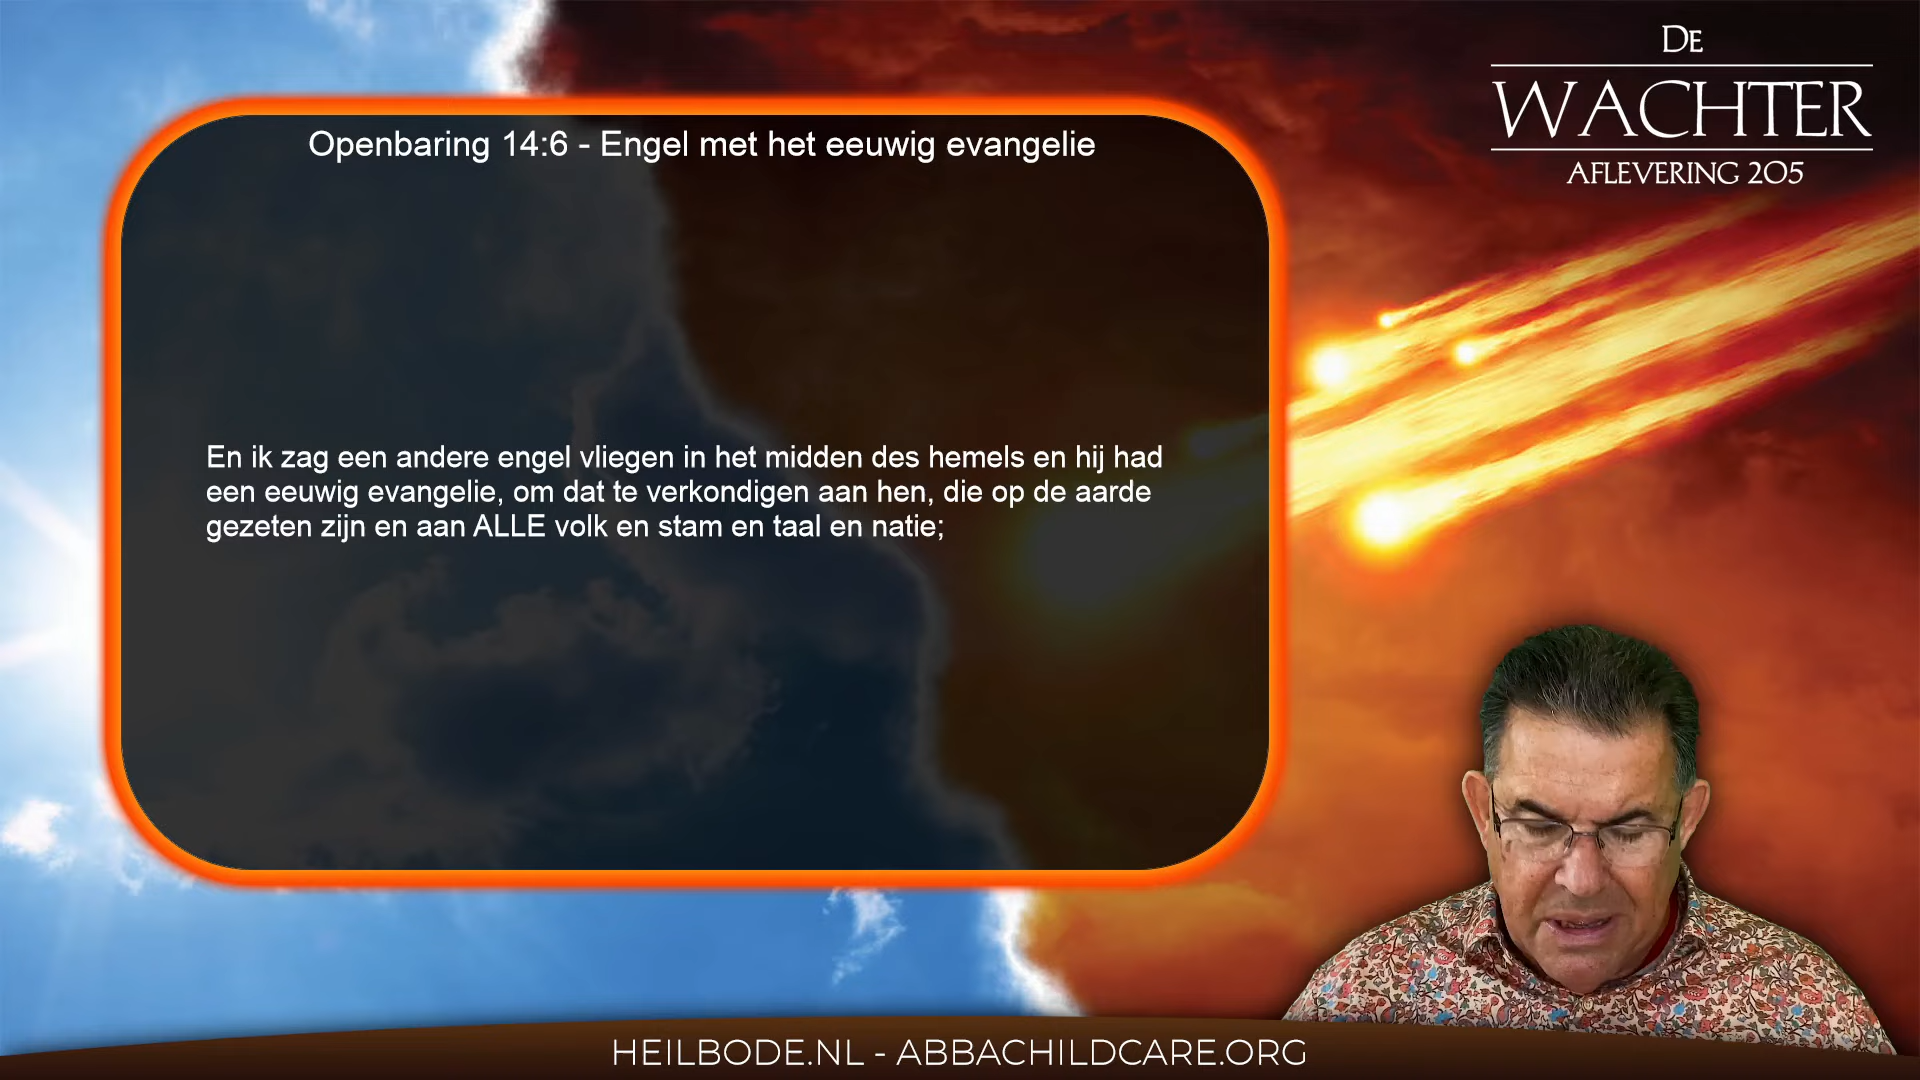 De
WACHTER
AFLEVERING 205
Openbaring 14:6 - Engel met het eeuwig evangelie
En ik zag een andere engel vliegen in het midden des hemels en hij had
een eeuwig evangelie, om dat te verkondigen aan hen, die op de aarde
gezeten zijn en aan ALLE volk en stam en taal en natie;
HEILBODE.NL - ABBACHILDCARE.ORG